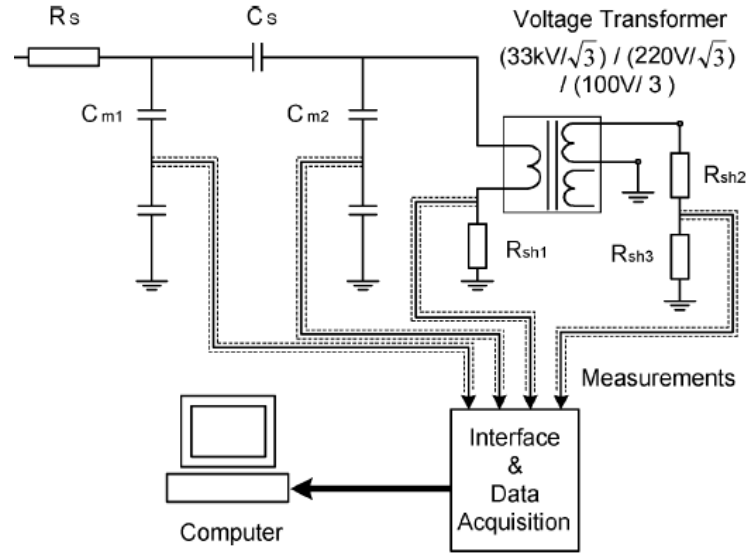 Rs
Cs
Voltage Transformer
(33kV/√3) / (220V/√3)
/ (100V/ 3 )
Cm1
Cm2
Rsh1
Rsh2
Rsh3
Measurements
Interface
&
Data
Acquisition
Computer